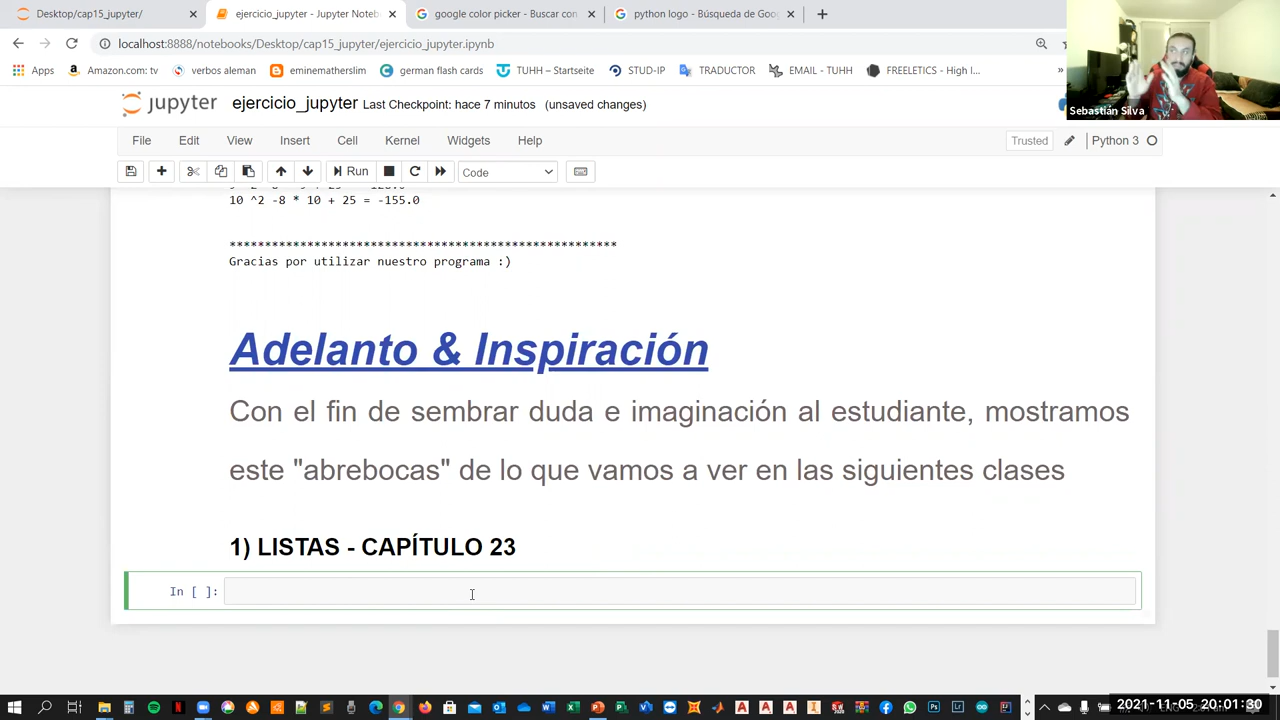 Desktop/cap15_jupyter/
ejercicio_jupyter - Jupyter Noteb
google color picker - Buscar con
python logo - Búsqueda de Goo
localhost:8888/notebooks/Desktop/cap15_jupyter/ejercicio_jupyter.ipynb
Apps
Amazon.com: tv
verbos aleman
eminematherslim
german flash cards
TUHH – Startseite
STUD-IP
TRADUCTOR
EMAIL - TUHH
FREELETICS - High I...
»
Sebastián Silva
jupyter
ejercicio_jupyter Last Checkpoint: hace 7 minutos (unsaved changes)
File Edit View Insert Cell Kernel Widgets Help
Trusted
Python 3
Run
Code
10 ^2 -8 * 10 + 25 = -155.0
******************************************************
Gracias por utilizar nuestro programa :)
Adelanto & Inspiración
Con el fin de sembrar duda e imaginación al estudiante, mostramos
este "abrebocas" de lo que vamos a ver en las siguientes clases
1) LISTAS - CAPÍTULO 23
In [ ]:
2021-11-05 20:01:30